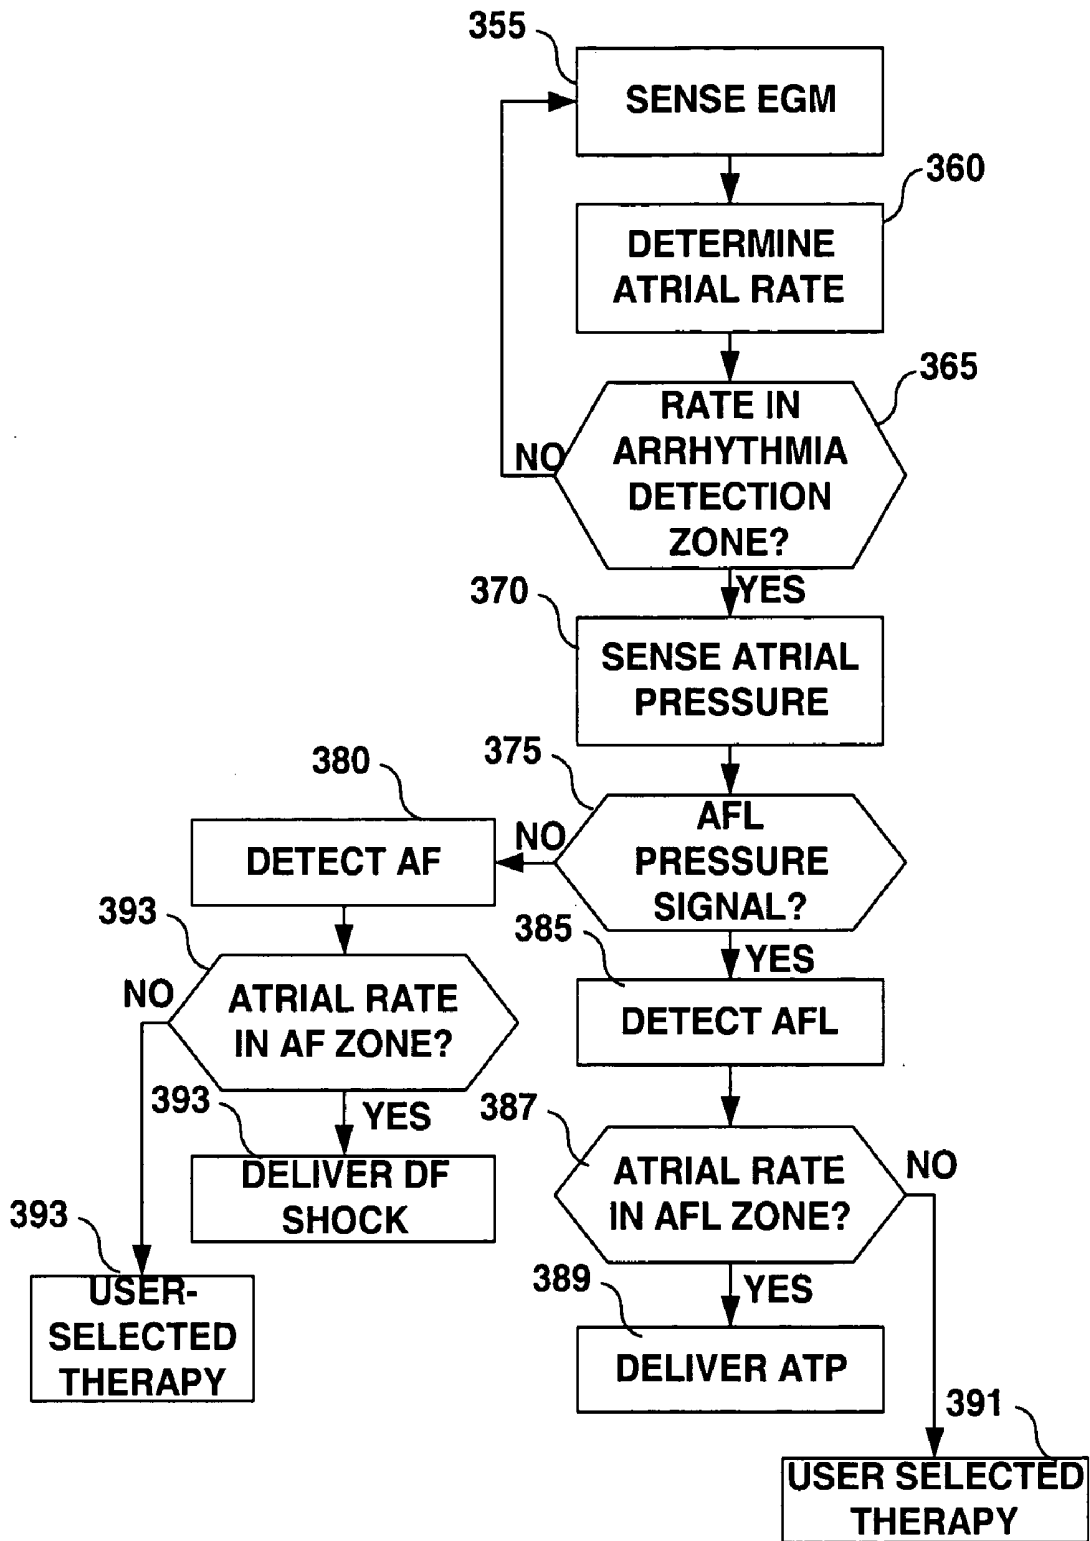 355
SENSE EGM
360
DETERMINE
ATRIAL RATE
365
RATE IN
ARRHYTHMIA
DETECTION
ZONE?
NO
YES
370
SENSE ATRIAL
PRESSURE
375
AFL
PRESSURE
SIGNAL?
NO
YES
380
DETECT AF
393
ATRIAL RATE
IN AF ZONE?
NO
YES
393
DELIVER DF
SHOCK
393
USER-
SELECTED
THERAPY
385
DETECT AFL
387
ATRIAL RATE
IN AFL ZONE?
NO
YES
389
DELIVER ATP
391
USER SELECTED
THERAPY